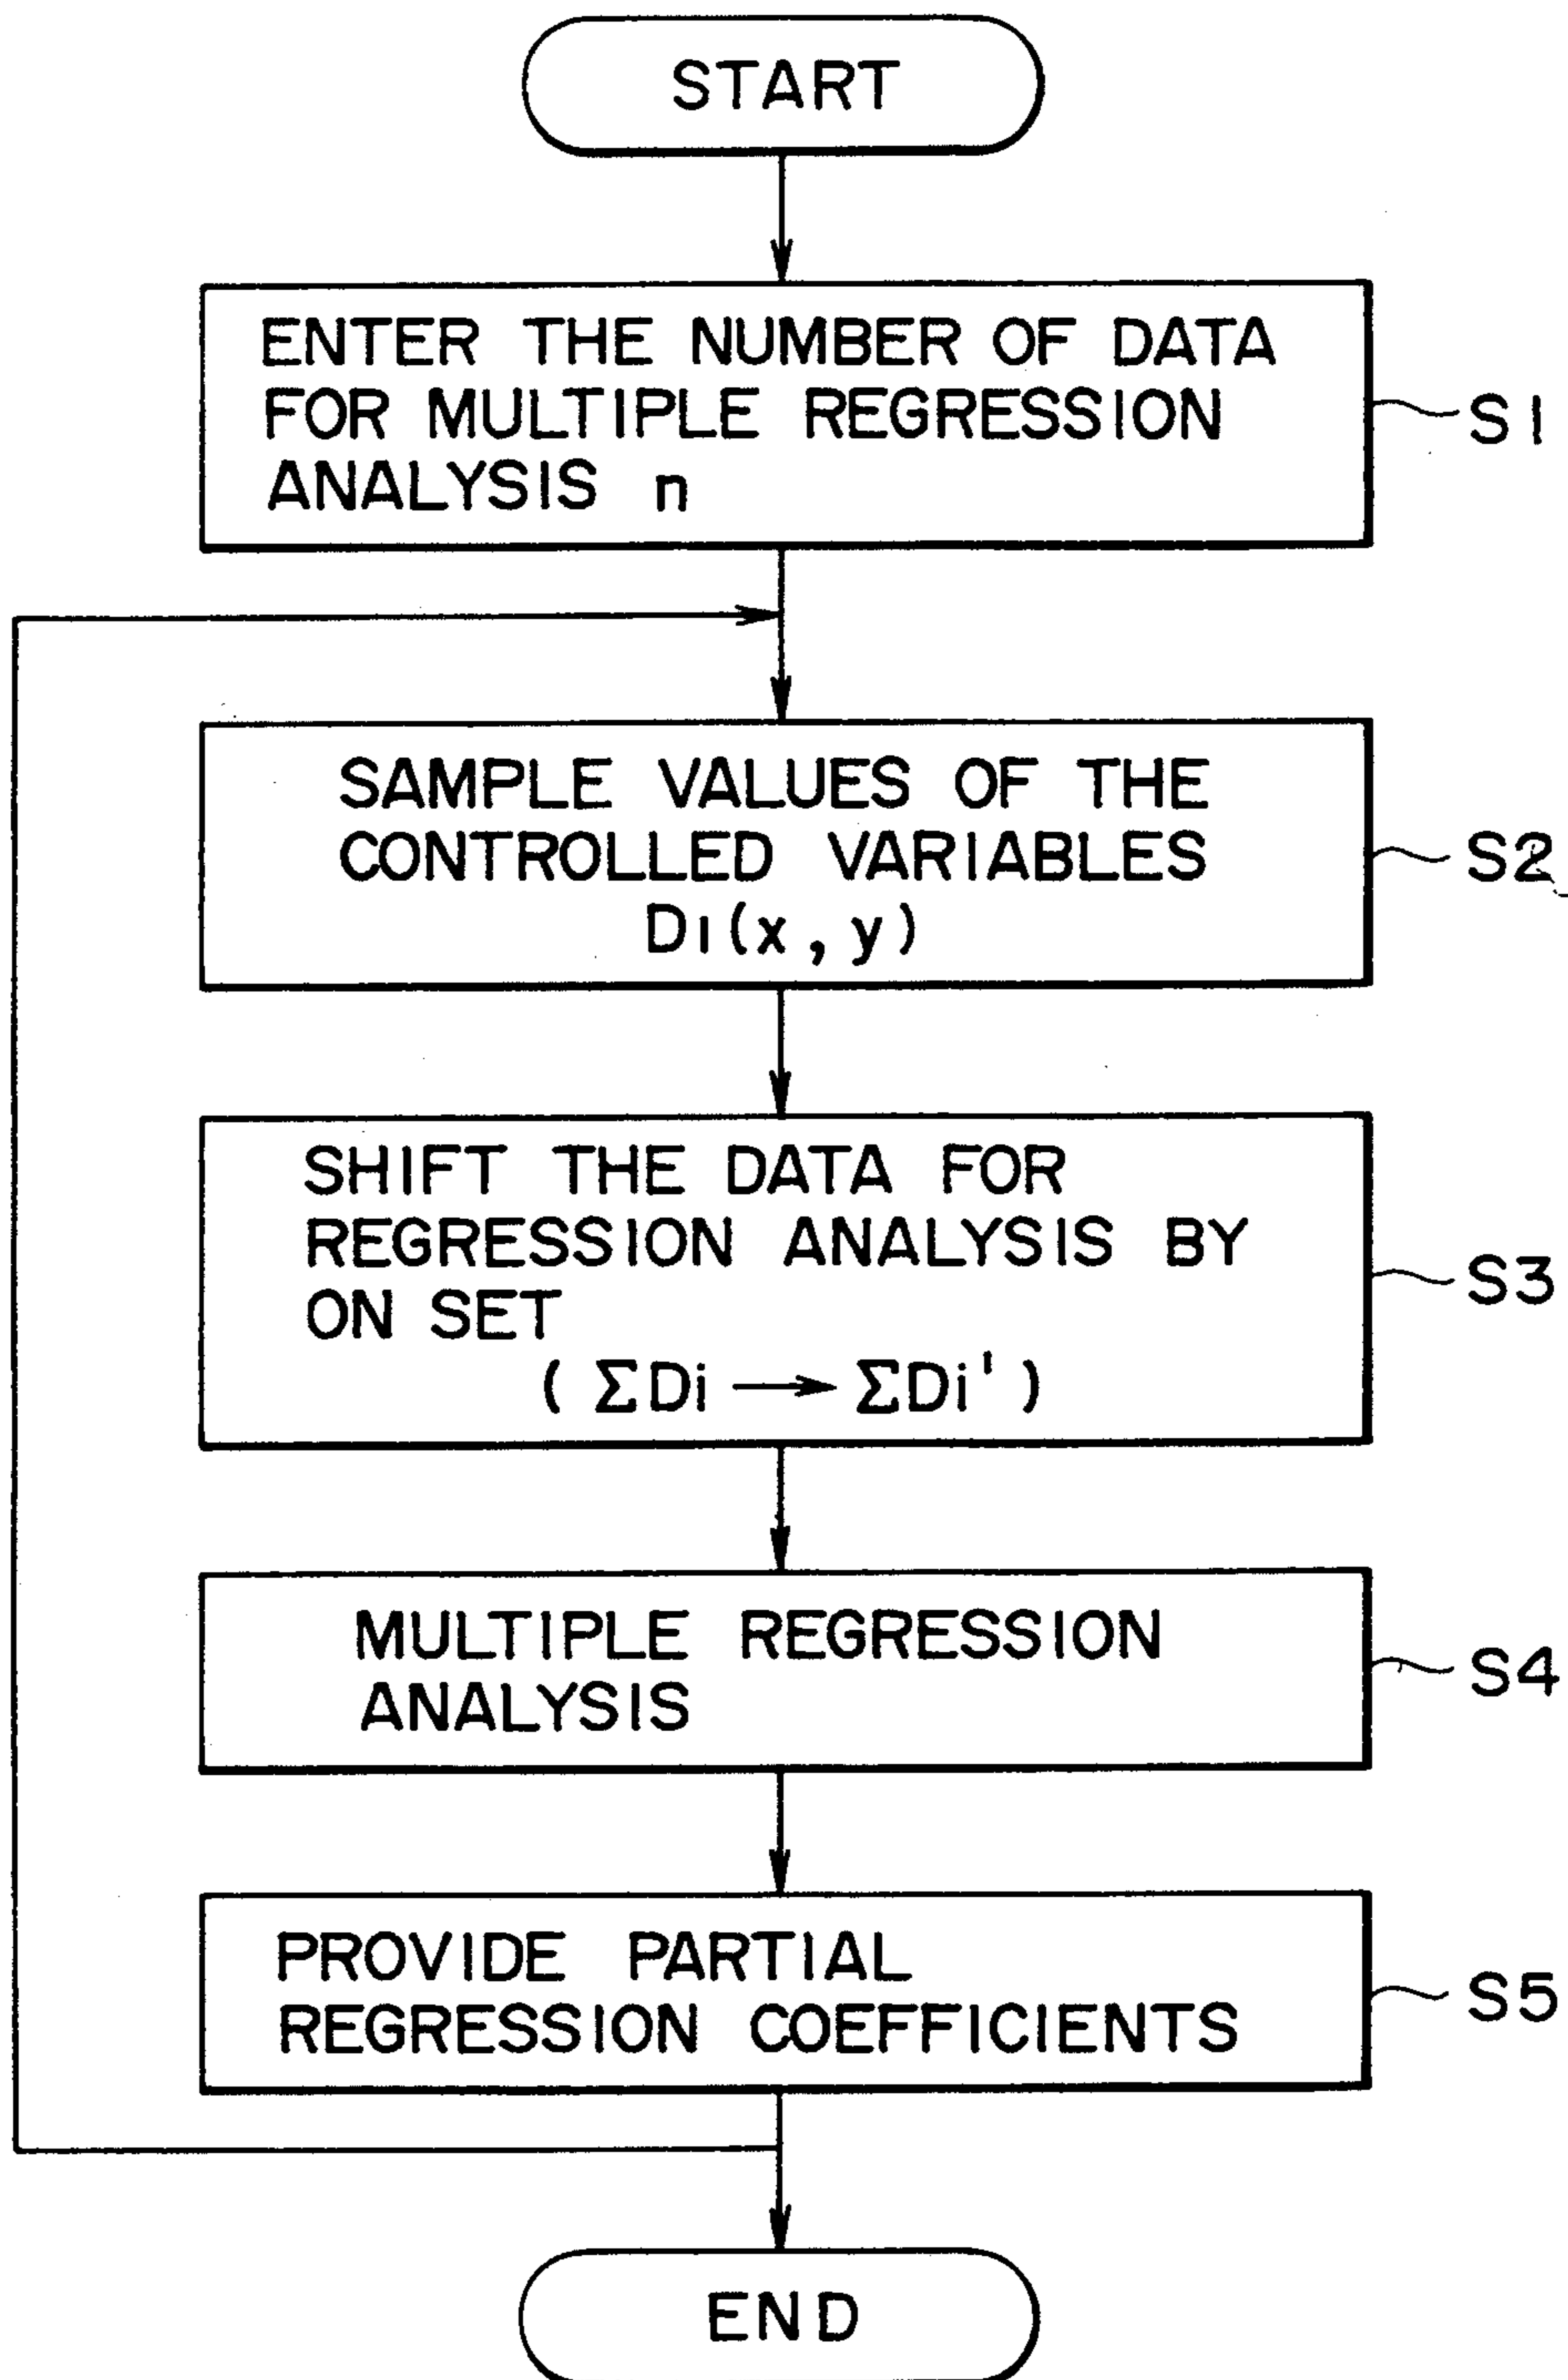 START
ENTER THE NUMBER OF DATA
FOR MULTIPLE REGRESSION
ANALYSIS n
S1
SAMPLE VALUES OF THE
CONTROLLED VARIABLES
Di(x, y)
S2
SHIFT THE DATA FOR
REGRESSION ANALYSIS BY
ON SET
(ΣDi → ΣDi')
S3
MULTIPLE REGRESSION
ANALYSIS
S4
PROVIDE PARTIAL
REGRESSION COEFFICIENTS
S5
END